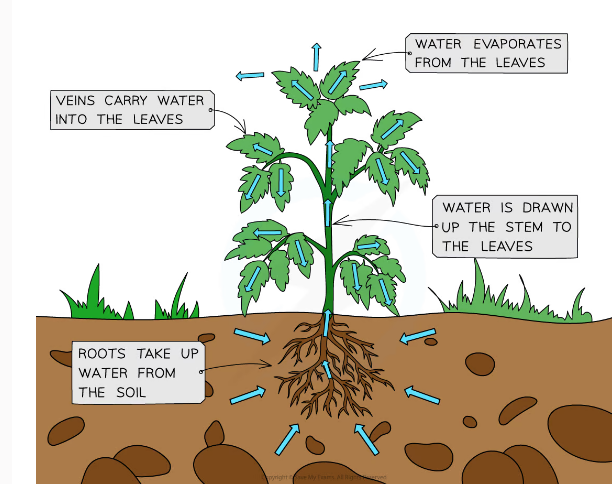 WATER EVAPORATES
FROM THE LEAVES
VEINS CARRY WATER
INTO THE LEAVES
WATER IS DRAWN
UP THE STEM TO
THE LEAVES
ROOTS TAKE UP
WATER FROM
THE SOIL